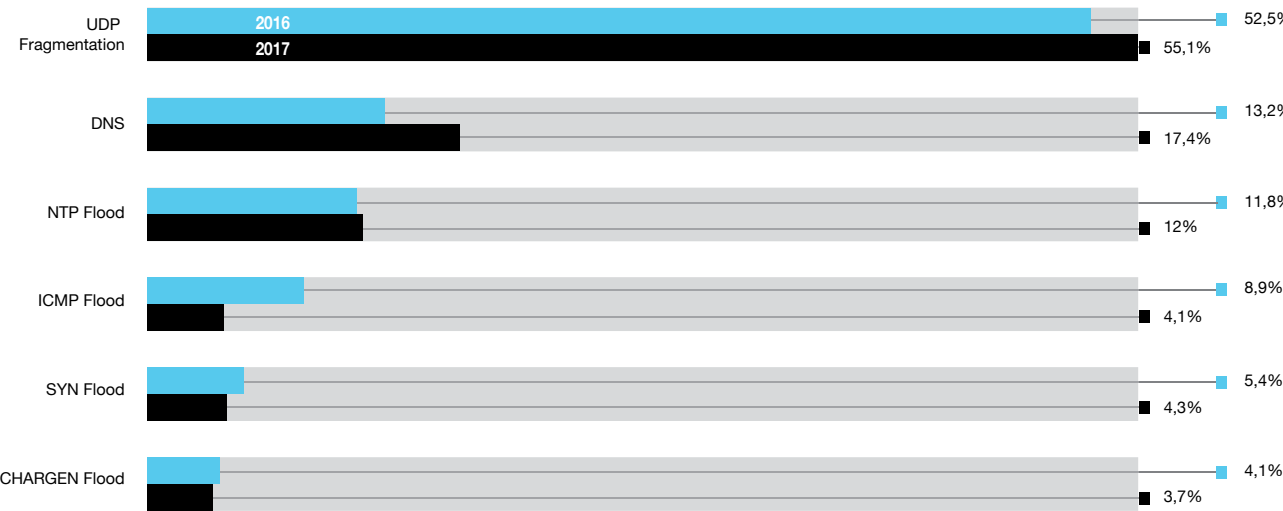 UDP
Fragmentation
2016
2017
52,5%
55,1%
DNS
13,2%
17,4%
NTP Flood
11,8%
12%
ICMP Flood
8,9%
4,1%
SYN Flood
5,4%
4,3%
CHARGEN Flood
4,1%
3,7%